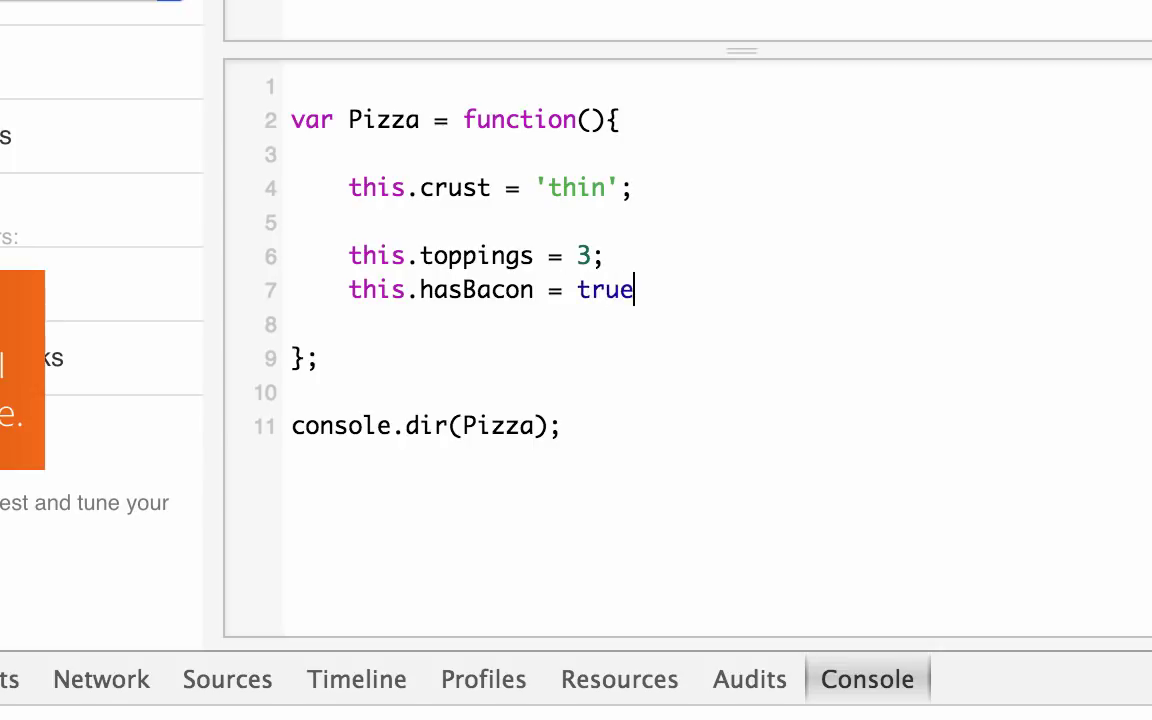 s
rs:
l
ks
e.
est and tune your
1
2 var Pizza = function(){
3
4 this.crust = 'thin';
5
6 this.toppings = 3;
7 this.hasBacon = true
8
9 };
10
11 console.dir(Pizza);
ts Network Sources Timeline Profiles Resources Audits Console